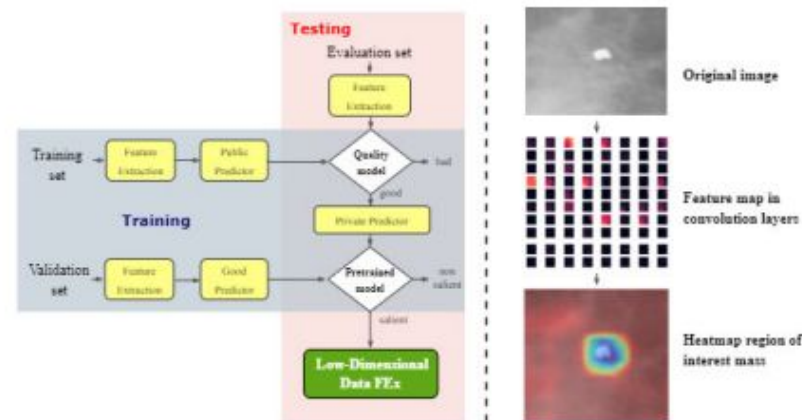 Testing
Evaluation set
Feature
Extraction
Training
set
Feature
Extraction
Public
Predictor
Quality
model
bad
good
Training
Private Predictor
Validation
set
Feature
Extraction
Good
Predictor
Pretrained
model
non
salient
salient
Low-Dimensional
Data FEx
Original image
Feature map in
convolution layers
Heatmap region of
interest mass